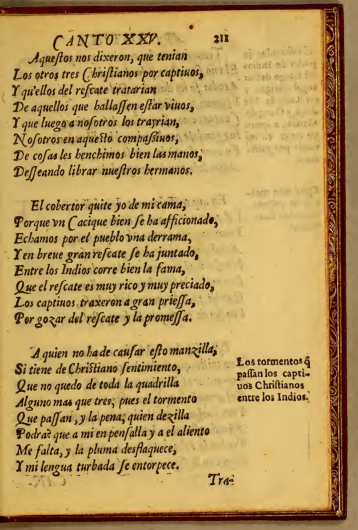 CANTO XXV. 211
Aquestos nos dixeron, que tenian
Los otros tres Christianos por captiuos,
Y qu'ellos del rescate tratarian
De aquellos que hallassen estar viuos,
Y que luego a nosotros los trayrian,
Nosotros en aquesto compassiuos,
De cosas les henchimos bien las manos,
Desseando librar nuestros hermanos.

El cobertor quite yo de mi cama,
Porque vn Cacique bien se ha afficionado,
Echamos por el pueblo vna derrama,
Y en breue gran rescate se ha juntado,
Entre los Indios corre bien la fama,
Que el rescate es muy rico y muy preciado,
Los captinos traxeron a gran priessa,
Por gozar del rescate y la promessa.

A quien no ha de causar esto manzilla,
Si tiene de Christiano sentimiento,
Que no quedo de toda la quadrilla
Alguno mas que tres, pues el tormento
Que passan, y la pena, quien dezilla
Podra? que a mi en pensalla y a el aliento
Me falta, y la pluma desflaquece,
Y mi lengua turbada se entorpece.
Los tormentos q̃
passan los capti-
uos Christianos
entre los Indios.
Tra-